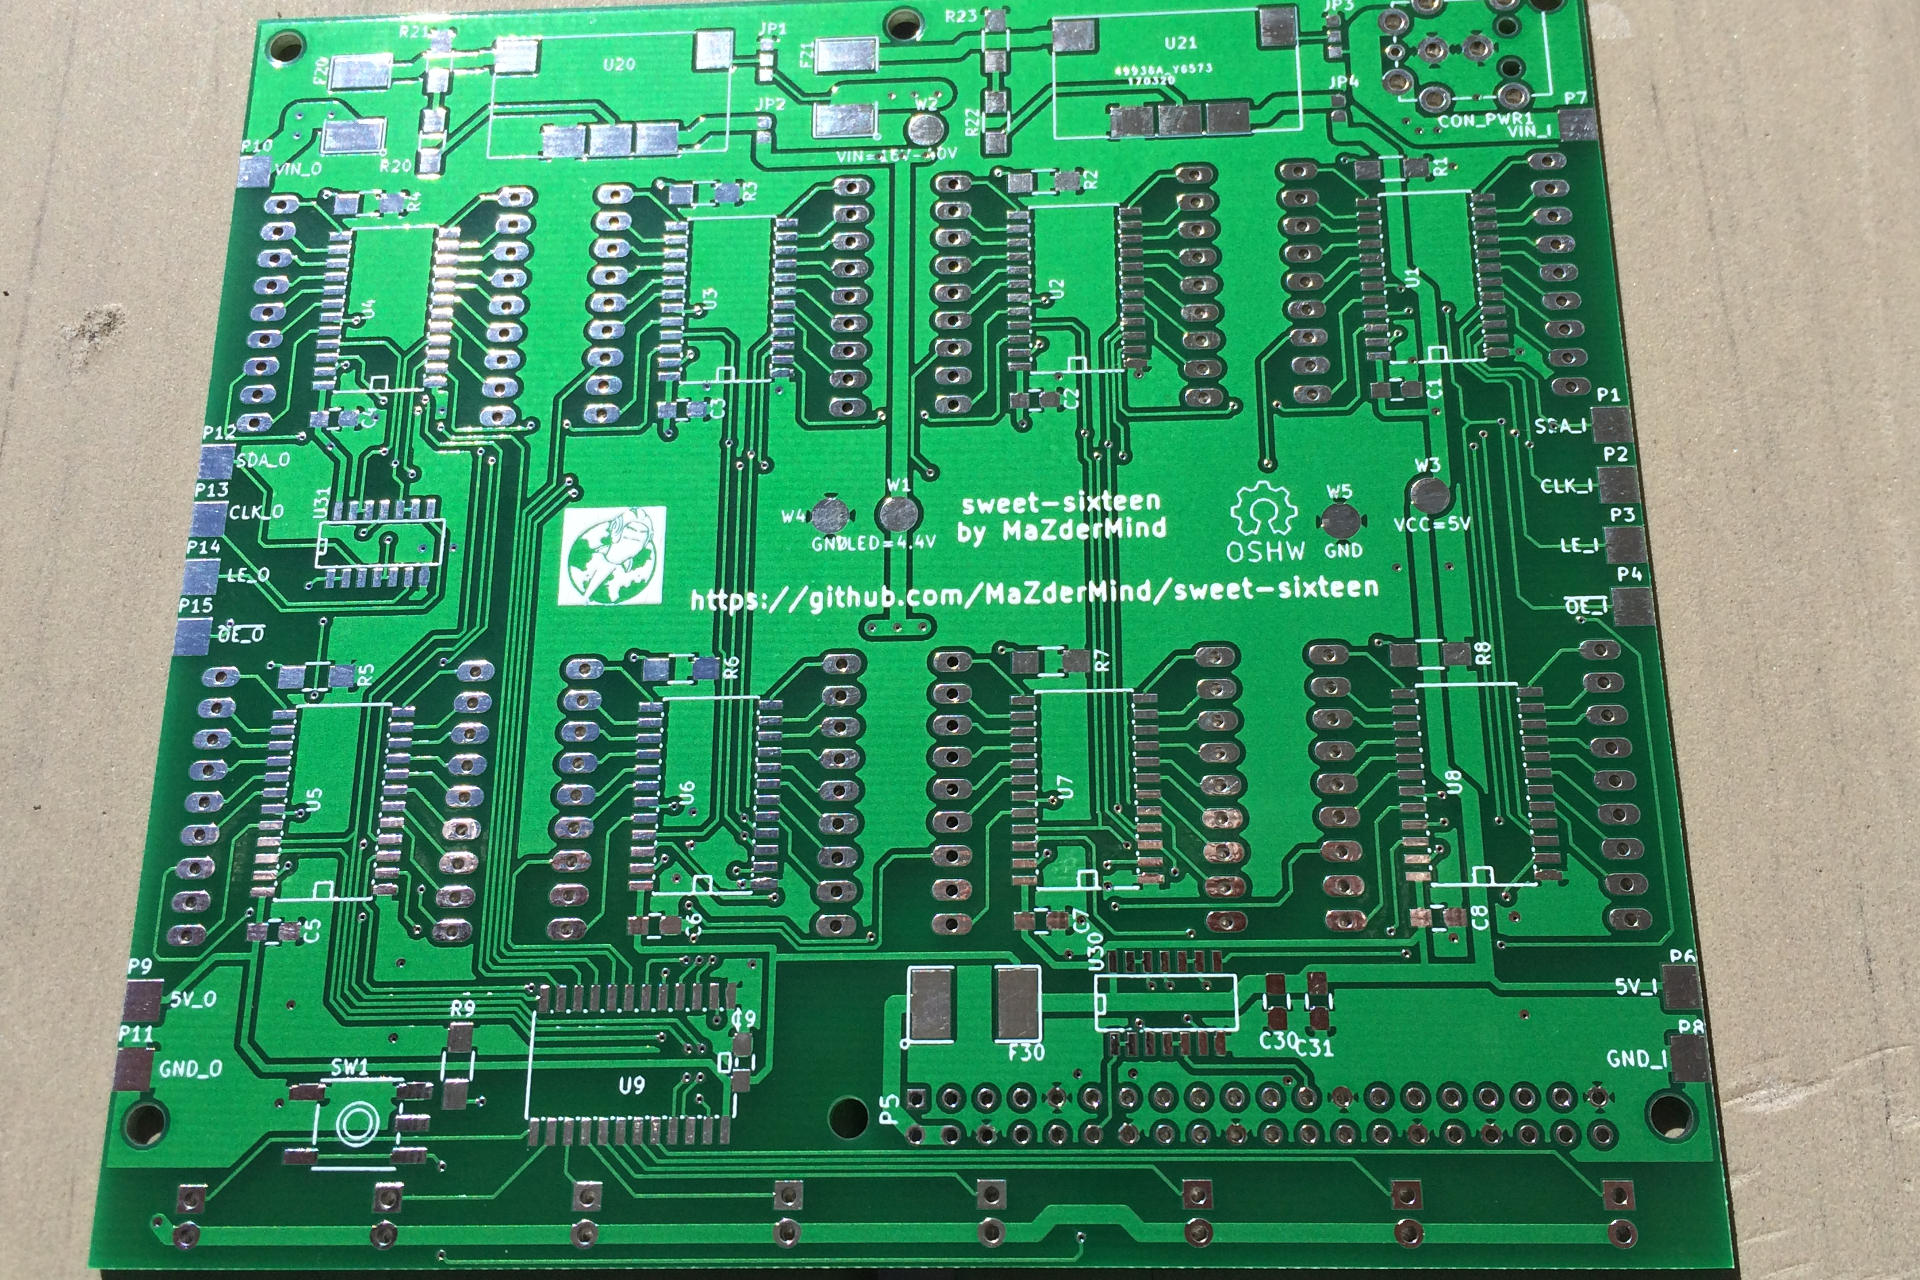 R21
JP1
R23
JP3
F20
U20
F21
U21
49936A_Y6573
170320
JP4
JP2
W2
R22
P7
CON_PWR1
VIN_I
P10
VIN_O
R20
VIN=16V-40V
R4
R3
R2
R1
U4
U3
U2
U1
C4
C3
C2
C1
P1
SDA_I
P12
SDA_O
P2
W3
P13
CLK_O
U31
W1
W4
sweet-sixteen
by MaZderMind
W5
CLK_I
VCC=5V
P3
GND
VLED=4.4V
OSHW
GND
LE_I
P14
LE_O
P4
https://github.com/MaZderMind/sweet-sixteen
P15
OE_O
OE_I
R5
R6
R7
R8
U5
U6
U7
U8
C5
C6
C7
C8
U30
P9
5V_O
P6
5V_I
R9
C9
P11
GND_O
F30
C30
C31
P8
GND_I
SW1
U9
P5